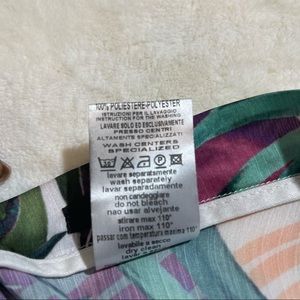 100% POLIESTERE-POLYESTER
ISTRUZIONI PER IL LAVAGGIO
INSTRUCTION FOR THE WASHING
LAVARE SOLO ED ESCLUSIVAMENTE
PRESSO CENTRI
ALTAMENTE SPECIALIZZATI
WASH CENTERS
SPECIALIZED
lavare separatamente
wash separately
lavar separadamente
non candeggiare
do not bleach
nao usar alvejante
stirare max 110°
iron max 110°
passar com temperatura maxima 110°
lavabile a secco
dry clean